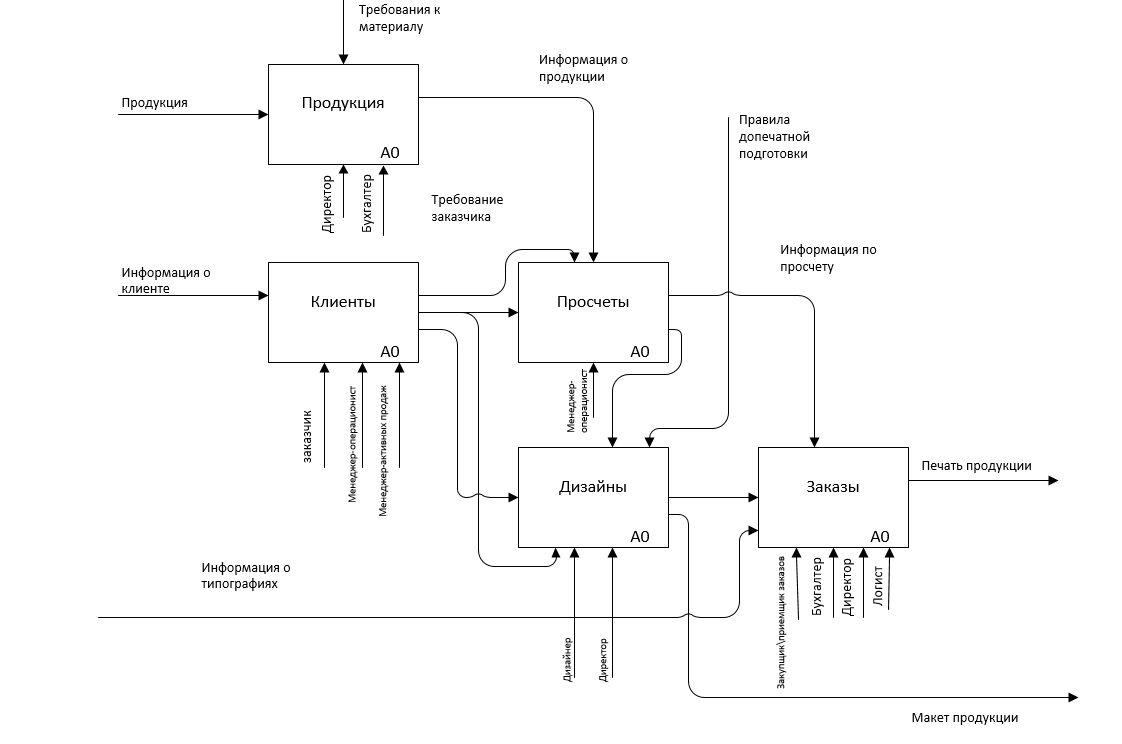 Требования к
материалу
Информация о
продукции
Продукция
Продукция
A0
Правила
допечатной
подготовки
Директор
Бухгалтер
Требование
заказчика
Информация о
клиенте
Клиенты
A0
Просчеты
A0
Информация по
просчету
заказчик
Менеджер-операционист
Менеджер-активных продаж
Менеджер-
операционист
Дизайны
A0
Заказы
A0
Печать продукции
Информация о
типографиях
Закупщик\приемщик заказов
Бухгалтер
Директор
Логист
Дизайнер
Директор
Макет продукции